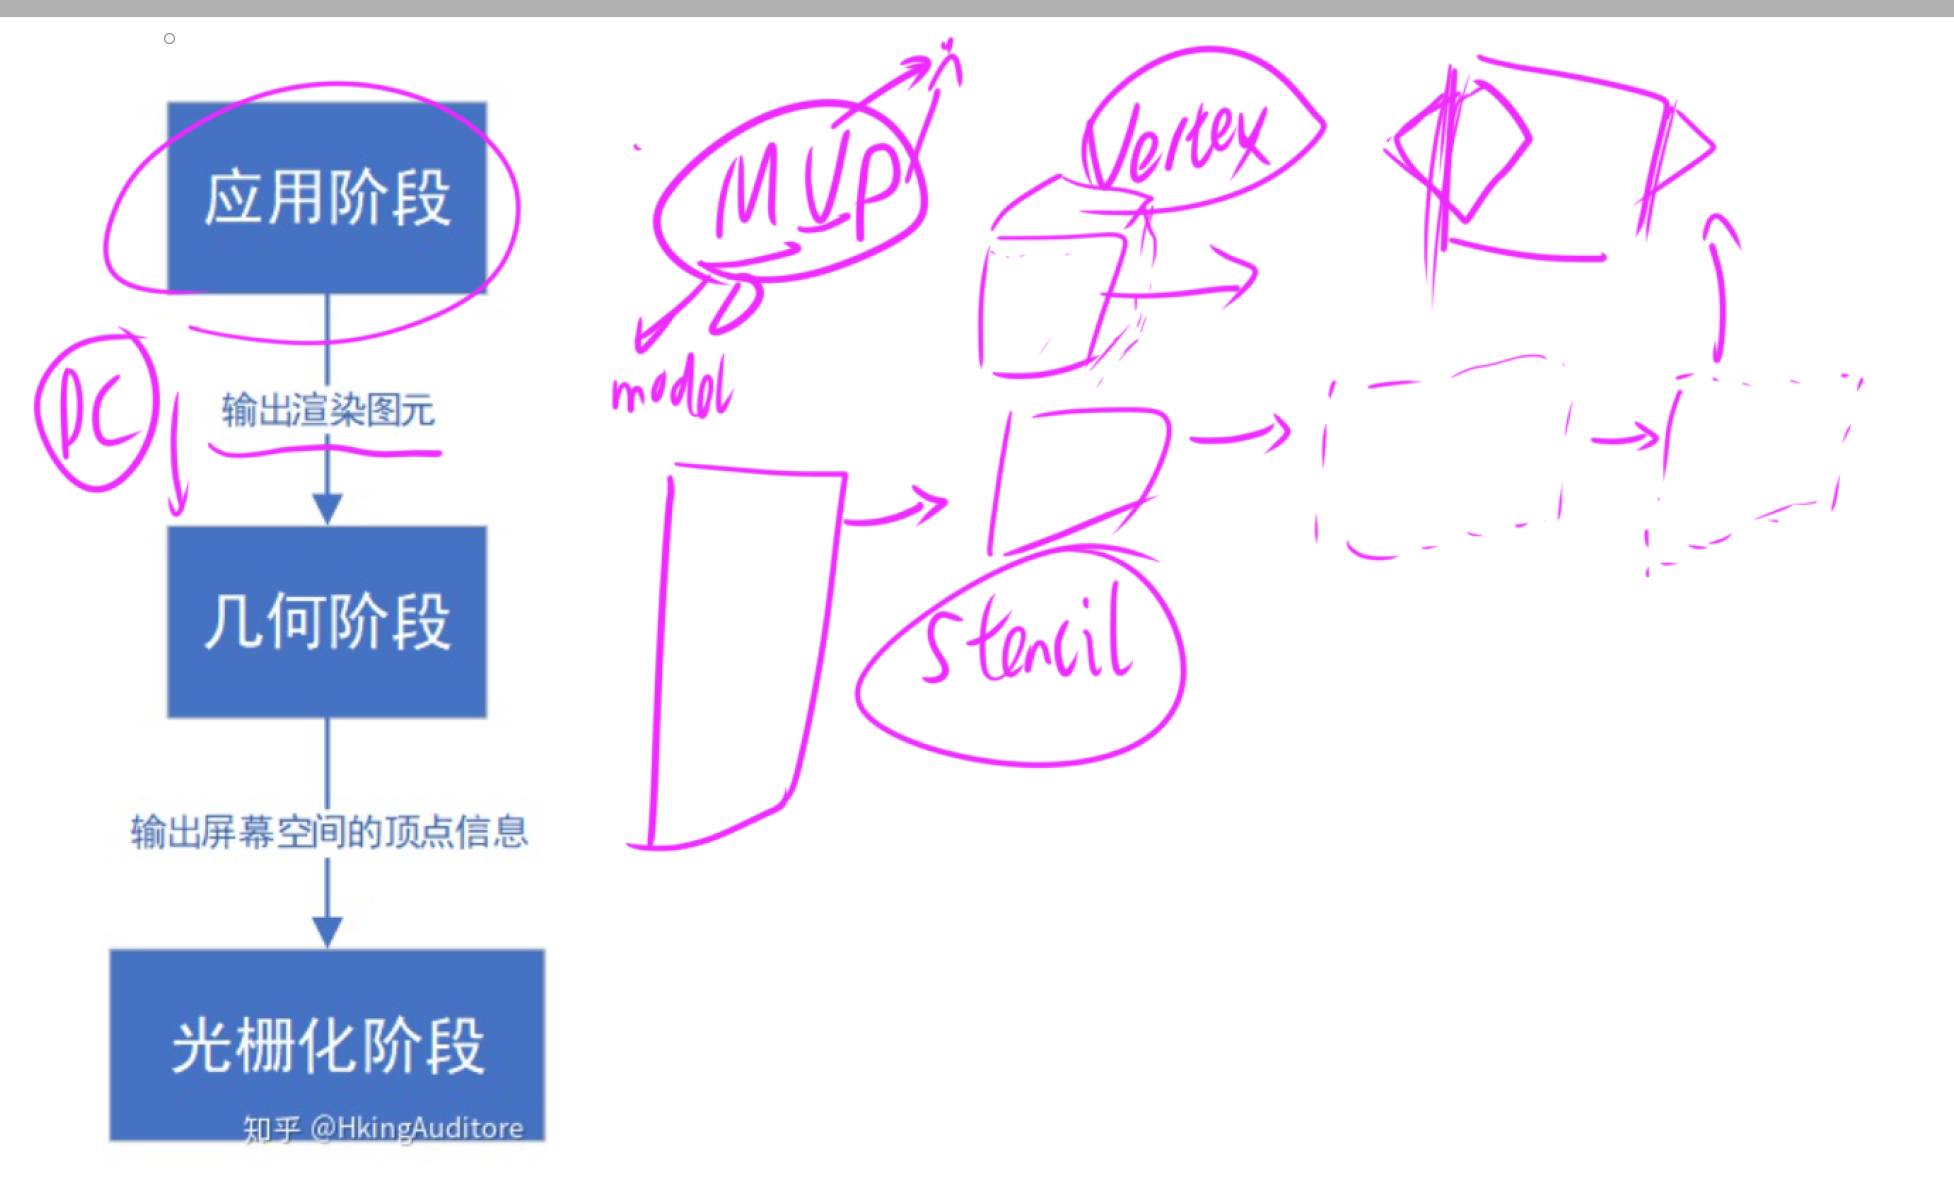 应用阶段
MVP
Vertex
model
PC
输出渲染图元
几何阶段
Stencil
输出屏幕空间的顶点信息
光栅化阶段
知乎 @HkingAuditore